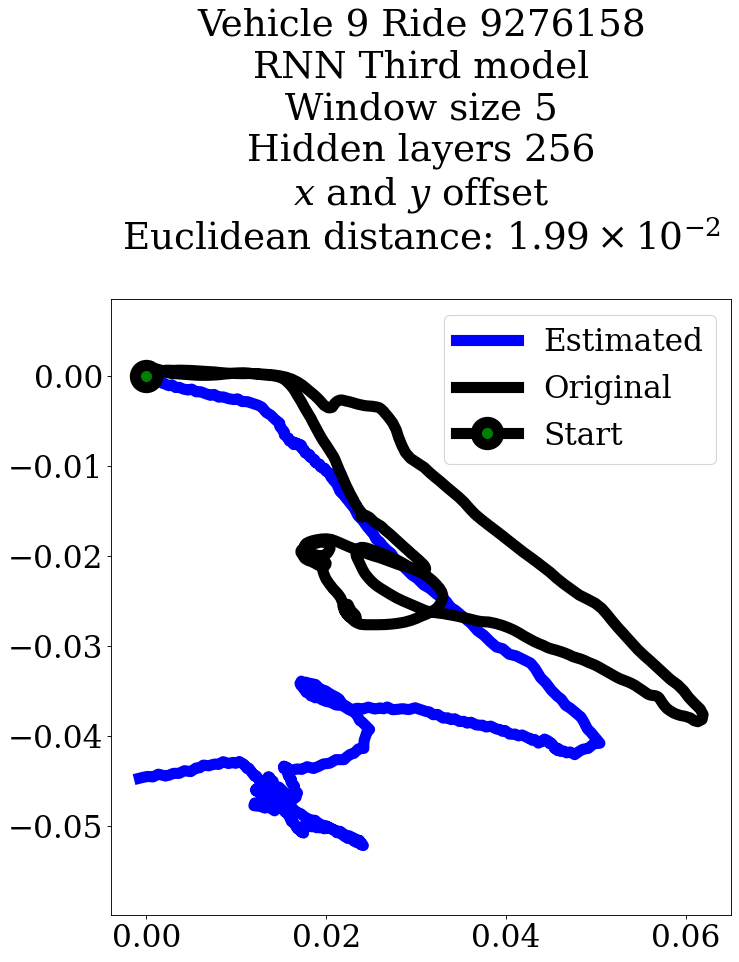 Vehicle 9 Ride 9276158
RNN Third model
Window size 5
Hidden layers 256
x and y offset
Euclidean distance: 1.99 × 10⁻²
Estimated
Original
Start
0.00
−0.01
−0.02
−0.03
−0.04
−0.05
0.00 0.02 0.04 0.06